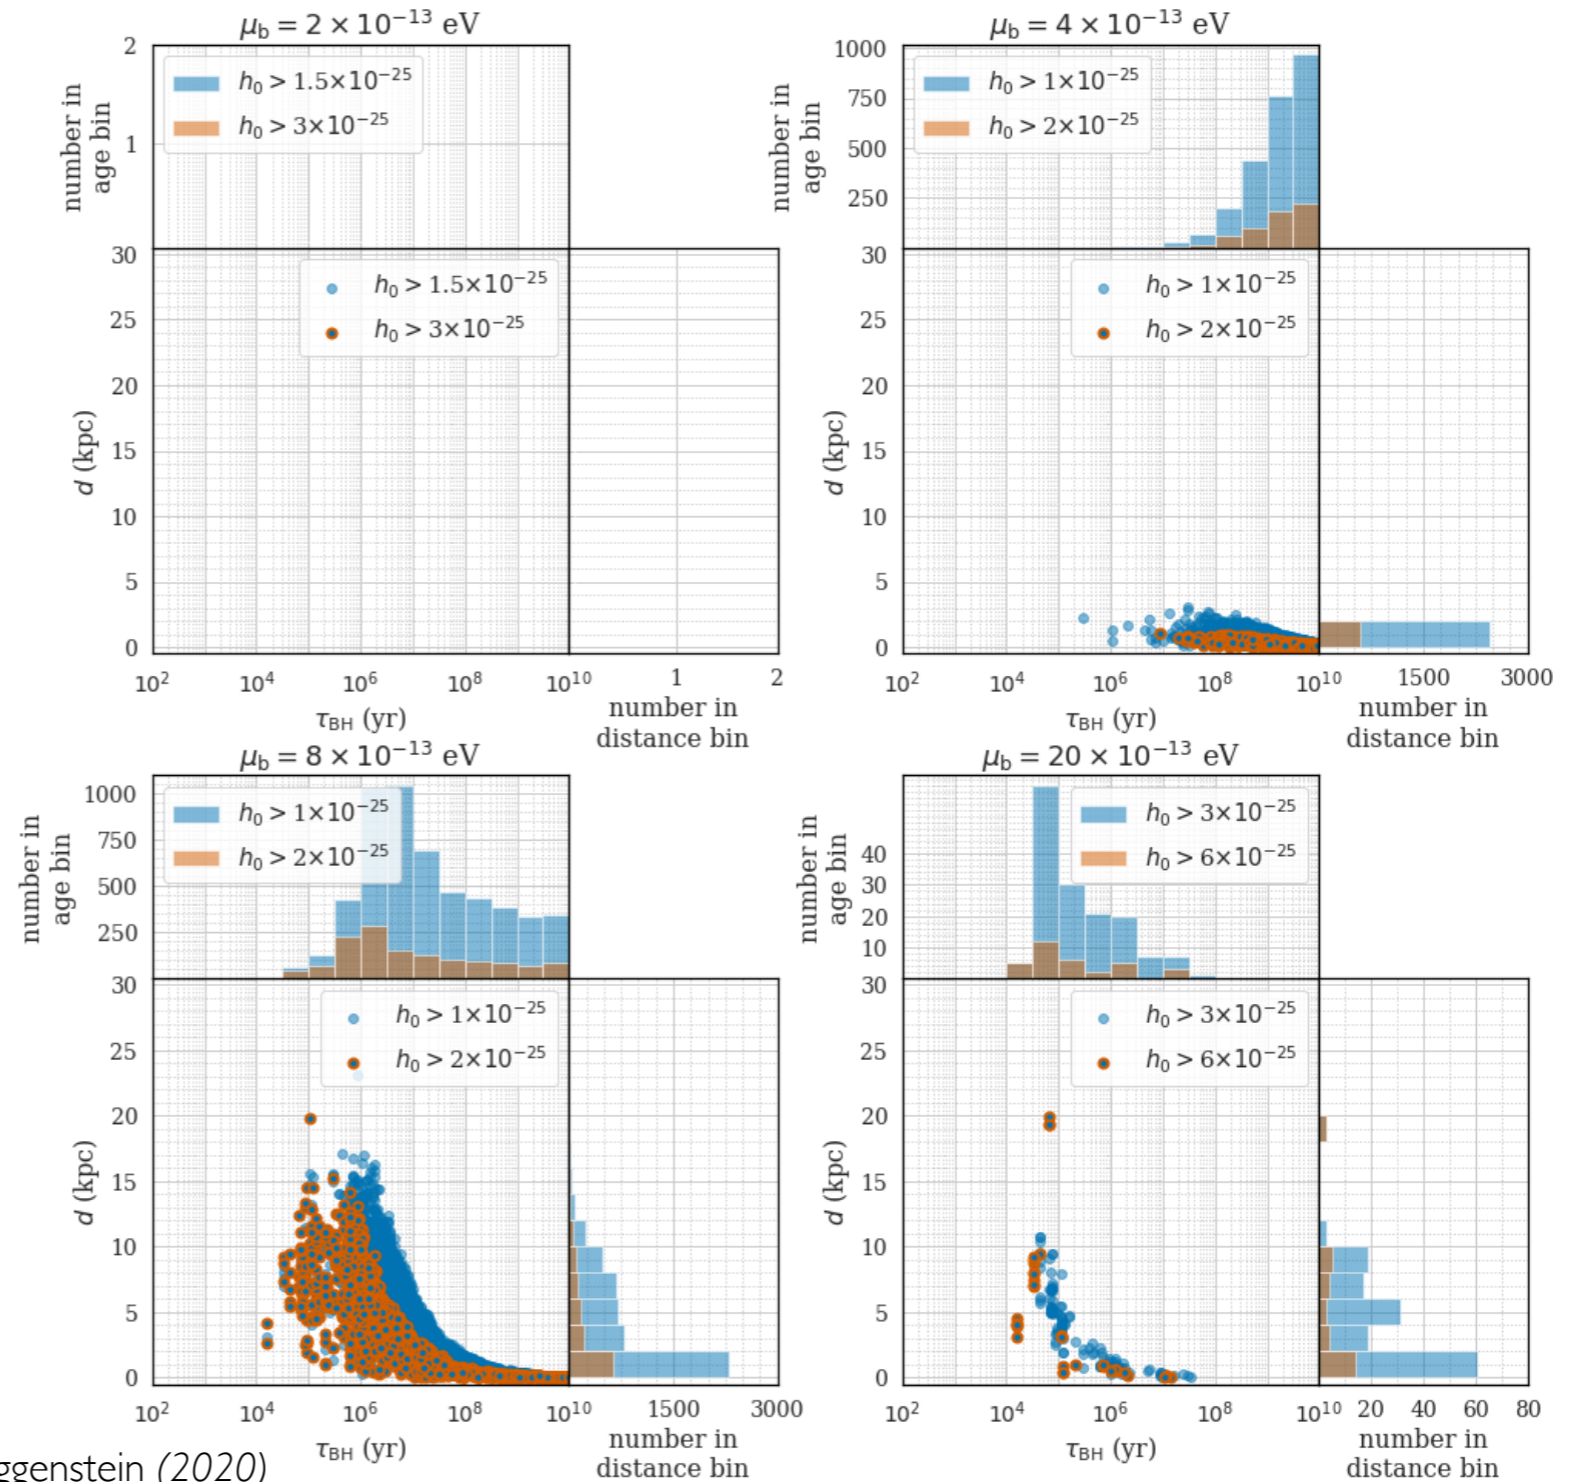 μb = 2 × 10⁻¹³ eV
number in
age bin
2
1
h₀ > 1.5×10⁻²⁵
h₀ > 3×10⁻²⁵
d (kpc)
30
25
20
15
10
5
0
h₀ > 1.5×10⁻²⁵
h₀ > 3×10⁻²⁵
10² 10⁴ 10⁶ 10⁸ 10¹⁰ 1 2
τBH (yr)
number in
distance bin
μb = 4 × 10⁻¹³ eV
number in
age bin
1000
750
500
250
h₀ > 1×10⁻²⁵
h₀ > 2×10⁻²⁵
d (kpc)
30
25
20
15
10
5
0
h₀ > 1×10⁻²⁵
h₀ > 2×10⁻²⁵
10² 10⁴ 10⁶ 10⁸ 10¹⁰ 1500 3000
τBH (yr)
number in
distance bin
μb = 8 × 10⁻¹³ eV
number in
age bin
1000
750
500
250
h₀ > 1×10⁻²⁵
h₀ > 2×10⁻²⁵
d (kpc)
30
25
20
15
10
5
0
h₀ > 1×10⁻²⁵
h₀ > 2×10⁻²⁵
10² 10⁴ 10⁶ 10⁸ 10¹⁰ 1500 3000
τBH (yr)
number in
distance bin
μb = 20 × 10⁻¹³ eV
number in
age bin
40
30
20
10
h₀ > 3×10⁻²⁵
h₀ > 6×10⁻²⁵
d (kpc)
30
25
20
15
10
5
0
h₀ > 3×10⁻²⁵
h₀ > 6×10⁻²⁵
10² 10⁴ 10⁶ 10⁸ 10¹⁰ 20 40 60 80
τBH (yr)
number in
distance bin
ggenstein (2020)